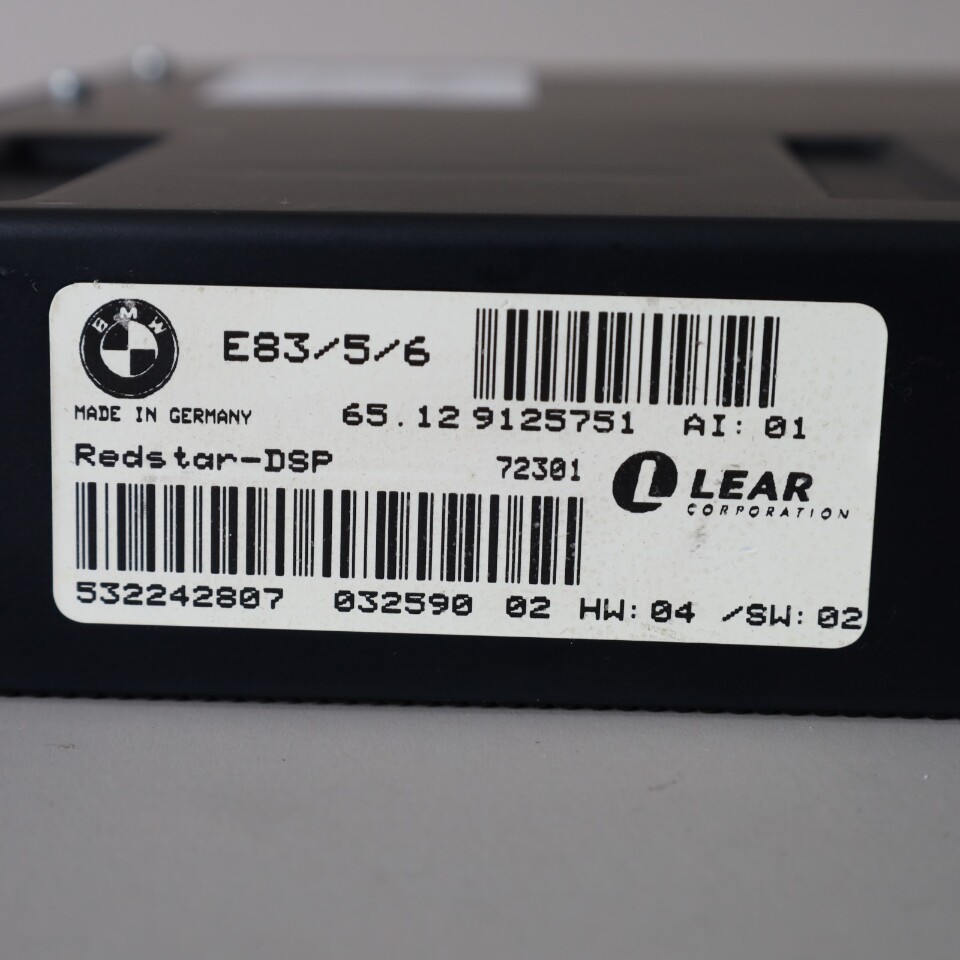 BMW
E83/5/6
MADE IN GERMANY
65.12 9125751 AI: 01
Redstar-DSP
72301
LEAR
CORPORATION
532242807 032590 02 HW: 04 /SW: 02